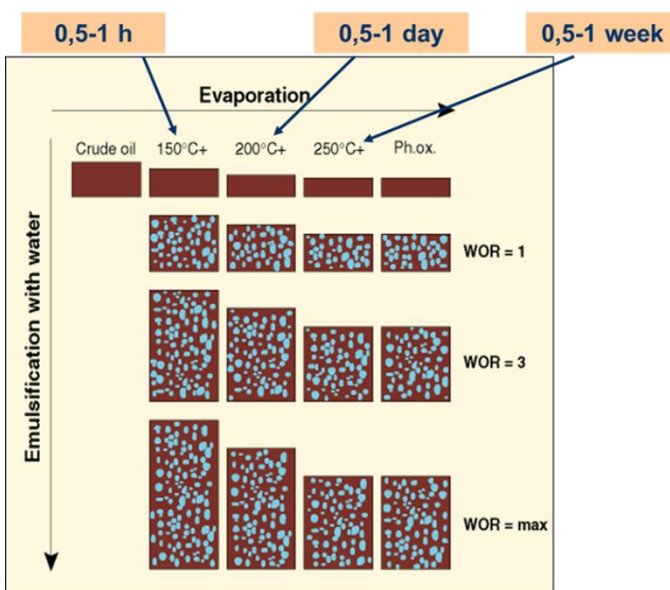 0,5-1 h 0,5-1 day 0,5-1 week
Evaporation
Crude oil 150°C+ 200°C+ 250°C+ Ph.ox.
Emulsification with water
WOR = 1
WOR = 3
WOR = max